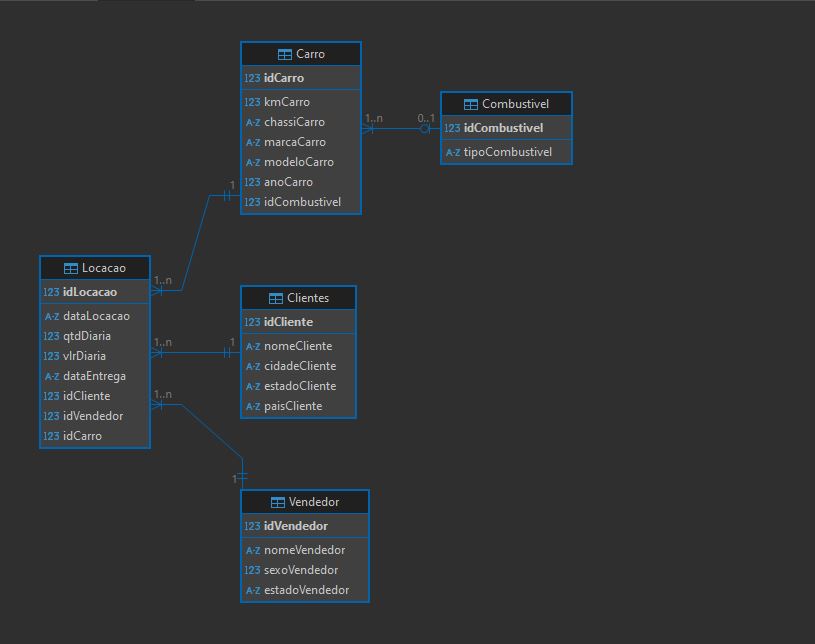 Carro
123 idCarro
123 kmCarro
A-Z chassiCarro
A-Z marcaCarro
A-Z modeloCarro
123 anoCarro
123 idCombustivel
1..n
0..1
Combustivel
123 idCombustivel
A-Z tipoCombustivel
1
1..n
Locacao
123 idLocacao
A-Z dataLocacao
123 qtdDiaria
123 vlrDiaria
A-Z dataEntrega
123 idCliente
123 idVendedor
123 idCarro
1..n
1
1..n
1
Clientes
123 idCliente
A-Z nomeCliente
A-Z cidadeCliente
A-Z estadoCliente
A-Z paisCliente
Vendedor
123 idVendedor
A-Z nomeVendedor
123 sexoVendedor
A-Z estadoVendedor